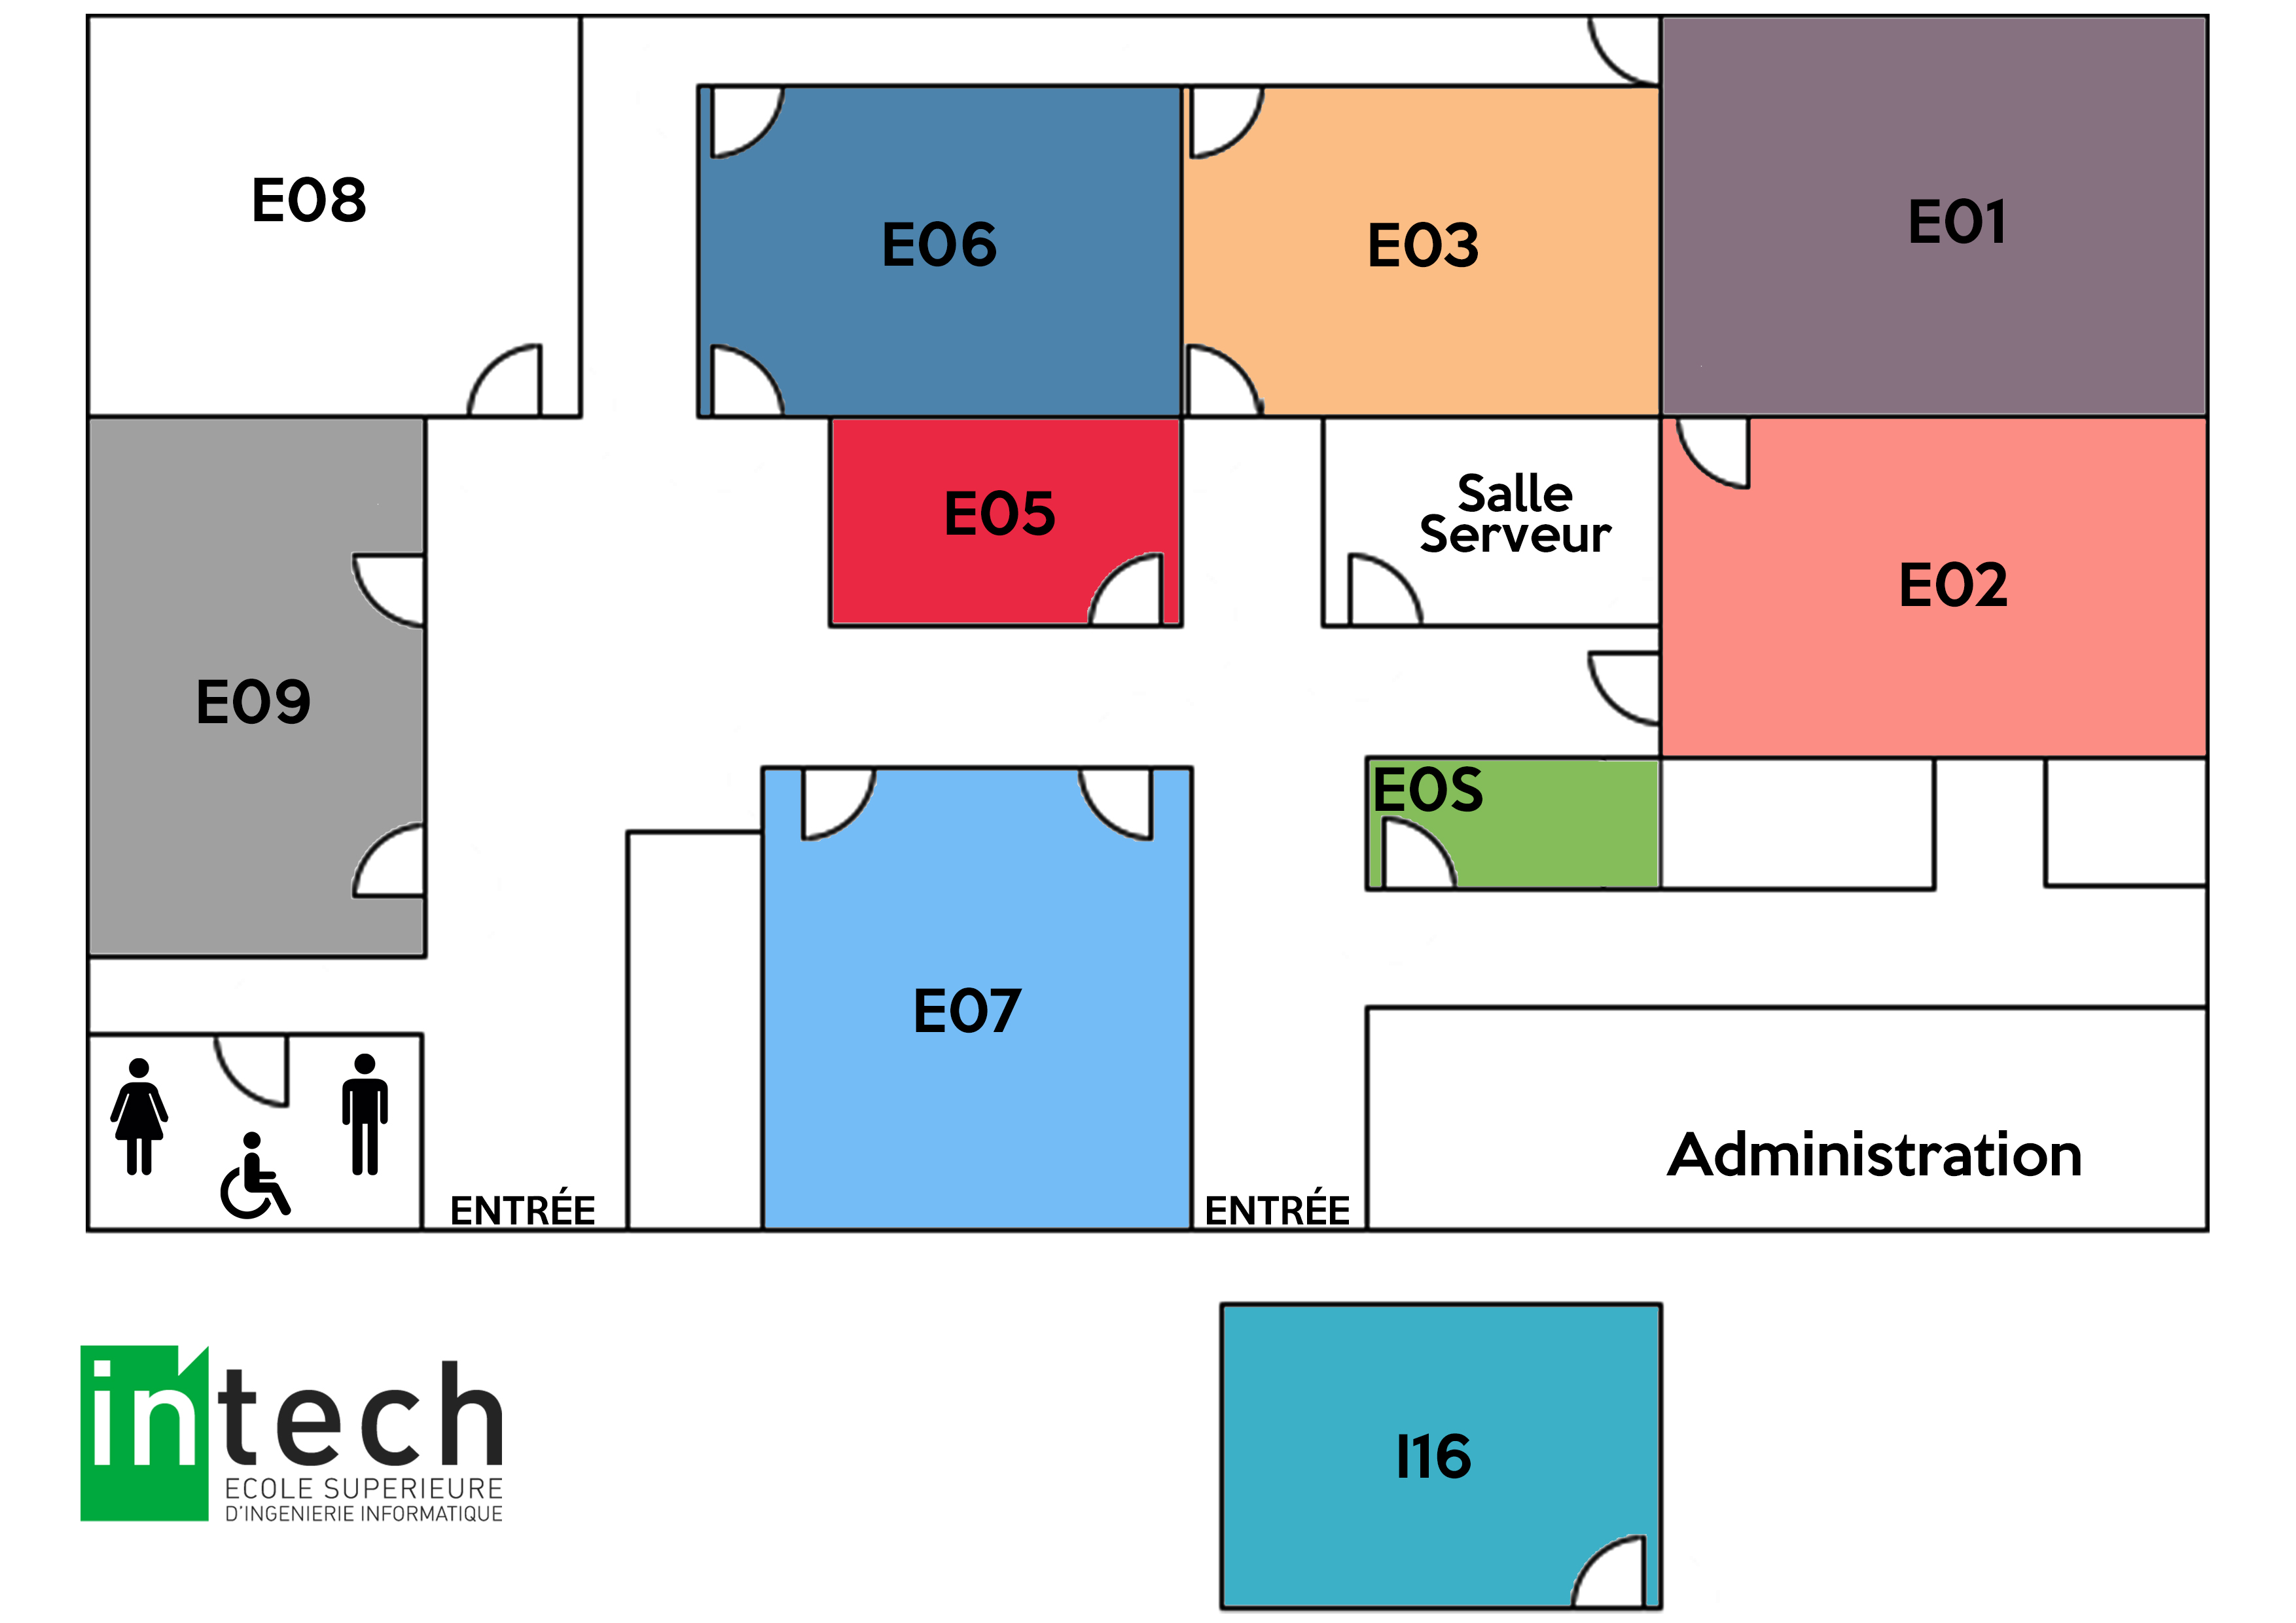 E08
E06
E03
E01
E05
Salle
Serveur
E02
E09
E0S
E07
Administration
ENTRÉE
ENTRÉE
I16
intech
ECOLE SUPERIEURE
D'INGENIERIE INFORMATIQUE